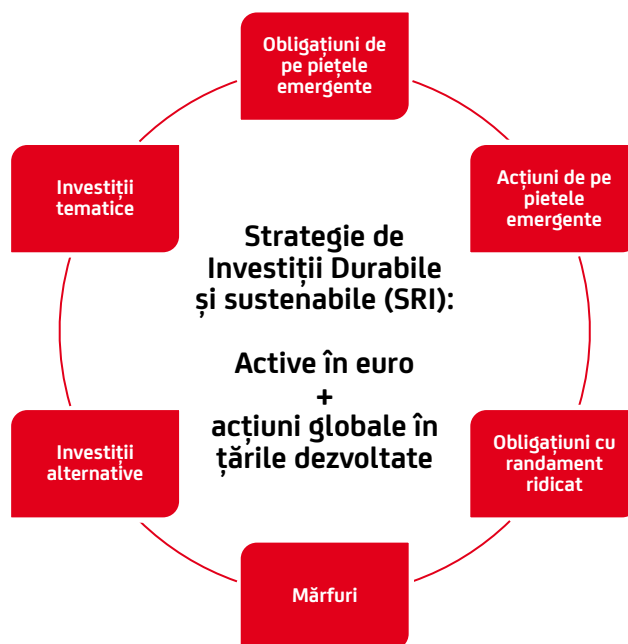 Obligațiuni de
pe piețele
emergente
Investiții
tematice
Acțiuni de pe
pietele
emergente
Strategie de
Investiții Durabile
și sustenabile (SRI):
Active în euro
+
acțiuni globale în
țările dezvoltate
Investiții
alternative
Obligațiuni cu
randament
ridicat
Mărfuri